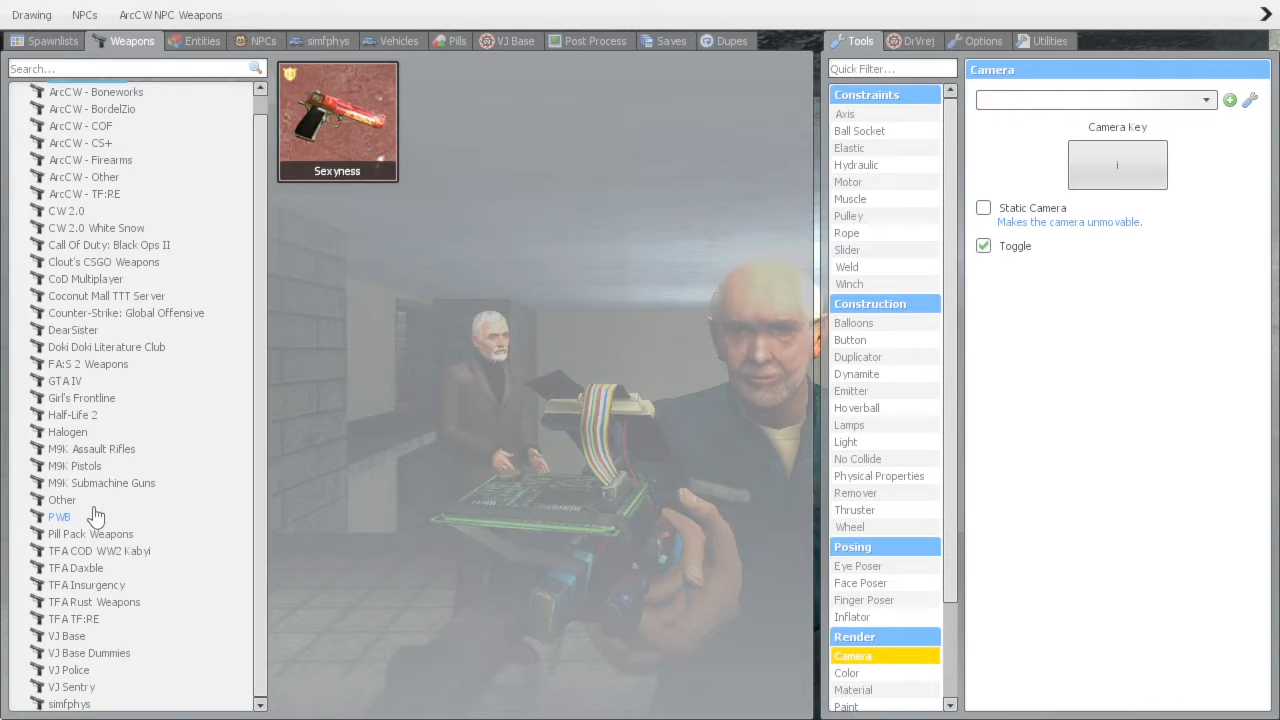 Drawing NPCs ArcCW NPC Weapons
Spawnlists Weapons Entities NPCs simfphys Vehicles Pills VJ Base Post Process Saves Dupes
Search...
ArcCW - Boneworks
ArcCW - BordelZio
ArcCW - COF
ArcCW - CS+
ArcCW - Firearms
ArcCW - Other
ArcCW - TF:RE
CW 2.0
CW 2.0 White Snow
Call Of Duty: Black Ops II
Clout's CSGO Weapons
CoD Multiplayer
Coconut Mall TTT Server
Counter-Strike: Global Offensive
DearSister
Doki Doki Literature Club
FA:S 2 Weapons
GTA IV
Girl's Frontline
Half-Life 2
Halogen
M9K Assault Rifles
M9K Pistols
M9K Submachine Guns
Other
PWB
Pill Pack Weapons
TFA COD WW2 Kabyi
TFA Daxble
TFA Insurgency
TFA Rust Weapons
TFA TF:RE
VJ Base
VJ Base Dummies
VJ Police
VJ Sentry
simfphys
Sexyness
Tools DrVrej Options Utilities
Quick Filter...
Constraints
Axis
Ball Socket
Elastic
Hydraulic
Motor
Muscle
Pulley
Rope
Slider
Weld
Winch
Construction
Balloons
Button
Duplicator
Dynamite
Emitter
Hoverball
Lamps
Light
No Collide
Physical Properties
Remover
Thruster
Wheel
Posing
Eye Poser
Face Poser
Finger Poser
Inflator
Render
Camera
Color
Material
Paint
Camera
Camera Key
i
Static Camera
Makes the camera unmovable.
Toggle